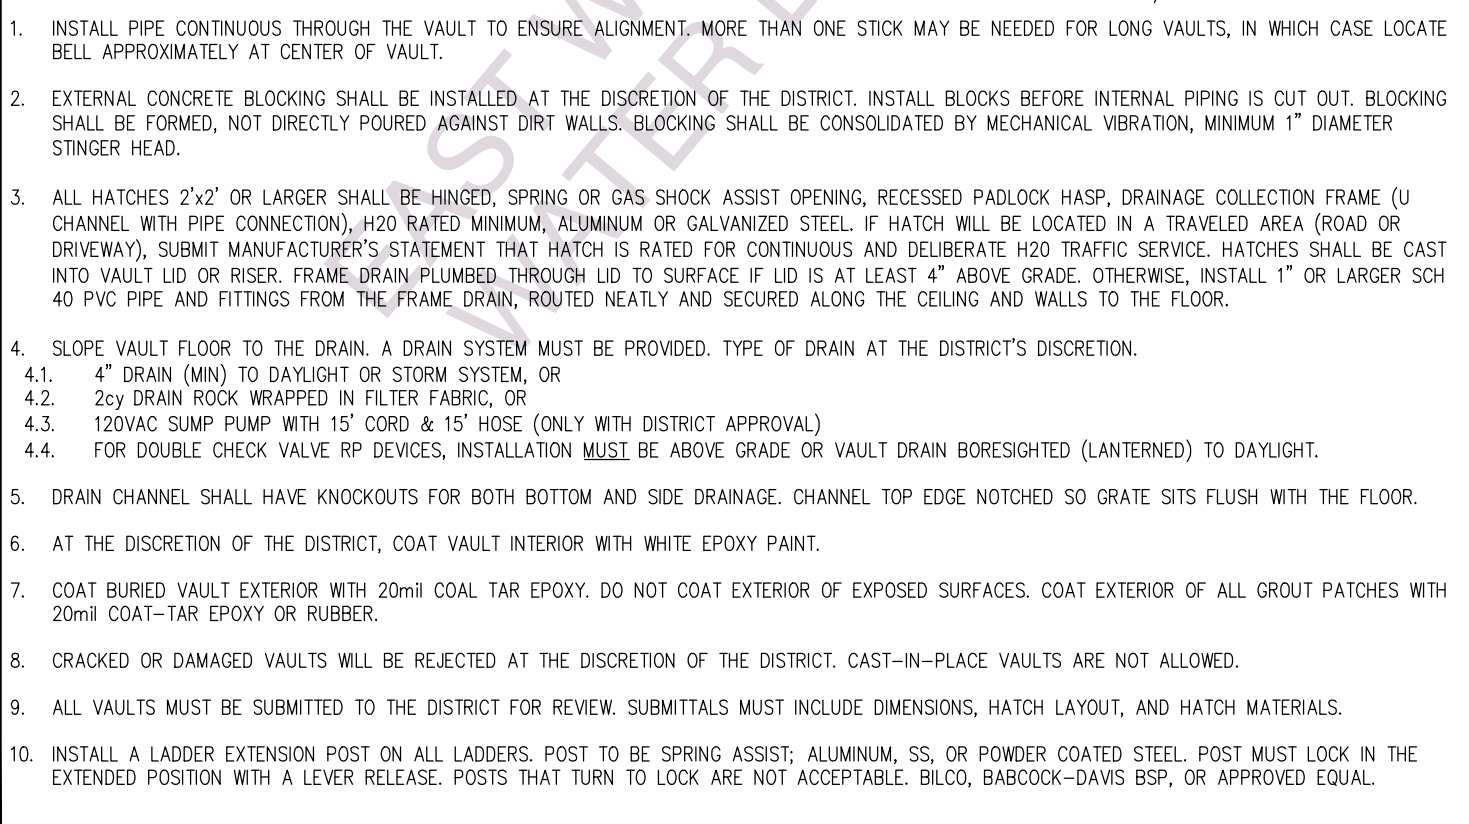 1. INSTALL PIPE CONTINUOUS THROUGH THE VAULT TO ENSURE ALIGNMENT. MORE THAN ONE STICK MAY BE NEEDED FOR LONG VAULTS, IN WHICH CASE LOCATE
BELL APPROXIMATELY AT CENTER OF VAULT.
2. EXTERNAL CONCRETE BLOCKING SHALL BE INSTALLED AT THE DISCRETION OF THE DISTRICT. INSTALL BLOCKS BEFORE INTERNAL PIPING IS CUT OUT. BLOCKING
SHALL BE FORMED, NOT DIRECTLY POURED AGAINST DIRT WALLS. BLOCKING SHALL BE CONSOLIDATED BY MECHANICAL VIBRATION, MINIMUM 1" DIAMETER
STINGER HEAD.
3. ALL HATCHES 2'x2' OR LARGER SHALL BE HINGED, SPRING OR GAS SHOCK ASSIST OPENING, RECESSED PADLOCK HASP, DRAINAGE COLLECTION FRAME (U
CHANNEL WITH PIPE CONNECTION), H20 RATED MINIMUM, ALUMINUM OR GALVANIZED STEEL. IF HATCH WILL BE LOCATED IN A TRAVELED AREA (ROAD OR
DRIVEWAY), SUBMIT MANUFACTURER'S STATEMENT THAT HATCH IS RATED FOR CONTINUOUS AND DELIBERATE H20 TRAFFIC SERVICE. HATCHES SHALL BE CAST
INTO VAULT LID OR RISER. FRAME DRAIN PLUMBED THROUGH LID TO SURFACE IF LID IS AT LEAST 4" ABOVE GRADE. OTHERWISE, INSTALL 1" OR LARGER SCH
40 PVC PIPE AND FITTINGS FROM THE FRAME DRAIN, ROUTED NEATLY AND SECURED ALONG THE CEILING AND WALLS TO THE FLOOR.
4. SLOPE VAULT FLOOR TO THE DRAIN. A DRAIN SYSTEM MUST BE PROVIDED. TYPE OF DRAIN AT THE DISTRICT'S DISCRETION.
4.1. 4" DRAIN (MIN) TO DAYLIGHT OR STORM SYSTEM, OR
4.2. 2cy DRAIN ROCK WRAPPED IN FILTER FABRIC, OR
4.3. 120VAC SUMP PUMP WITH 15' CORD & 15' HOSE (ONLY WITH DISTRICT APPROVAL)
4.4. FOR DOUBLE CHECK VALVE RP DEVICES, INSTALLATION MUST BE ABOVE GRADE OR VAULT DRAIN BORESIGHTED (LANTERNED) TO DAYLIGHT.
5. DRAIN CHANNEL SHALL HAVE KNOCKOUTS FOR BOTH BOTTOM AND SIDE DRAINAGE. CHANNEL TOP EDGE NOTCHED SO GRATE SITS FLUSH WITH THE FLOOR.
6. AT THE DISCRETION OF THE DISTRICT, COAT VAULT INTERIOR WITH WHITE EPOXY PAINT.
7. COAT BURIED VAULT EXTERIOR WITH 20mil COAL TAR EPOXY. DO NOT COAT EXTERIOR OF EXPOSED SURFACES. COAT EXTERIOR OF ALL GROUT PATCHES WITH
20mil COAT-TAR EPOXY OR RUBBER.
8. CRACKED OR DAMAGED VAULTS WILL BE REJECTED AT THE DISCRETION OF THE DISTRICT. CAST-IN-PLACE VAULTS ARE NOT ALLOWED.
9. ALL VAULTS MUST BE SUBMITTED TO THE DISTRICT FOR REVIEW. SUBMITTALS MUST INCLUDE DIMENSIONS, HATCH LAYOUT, AND HATCH MATERIALS.
10. INSTALL A LADDER EXTENSION POST ON ALL LADDERS. POST TO BE SPRING ASSIST; ALUMINUM, SS, OR POWDER COATED STEEL. POST MUST LOCK IN THE
EXTENDED POSITION WITH A LEVER RELEASE. POSTS THAT TURN TO LOCK ARE NOT ACCEPTABLE. BILCO, BABCOCK-DAVIS BSP, OR APPROVED EQUAL.
EAST
WATER